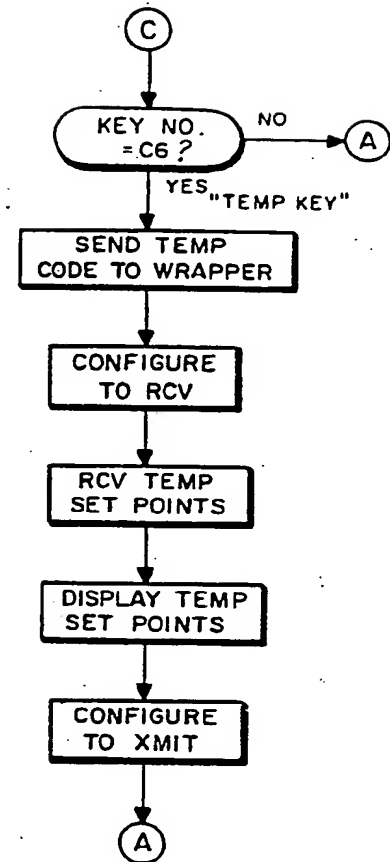 C
KEY NO.
=C6?
NO
A
YES
"TEMP KEY"
SEND TEMP
CODE TO WRAPPER
CONFIGURE
TO RCV
RCV TEMP
SET POINTS
DISPLAY TEMP
SET POINTS
CONFIGURE
TO XMIT
A